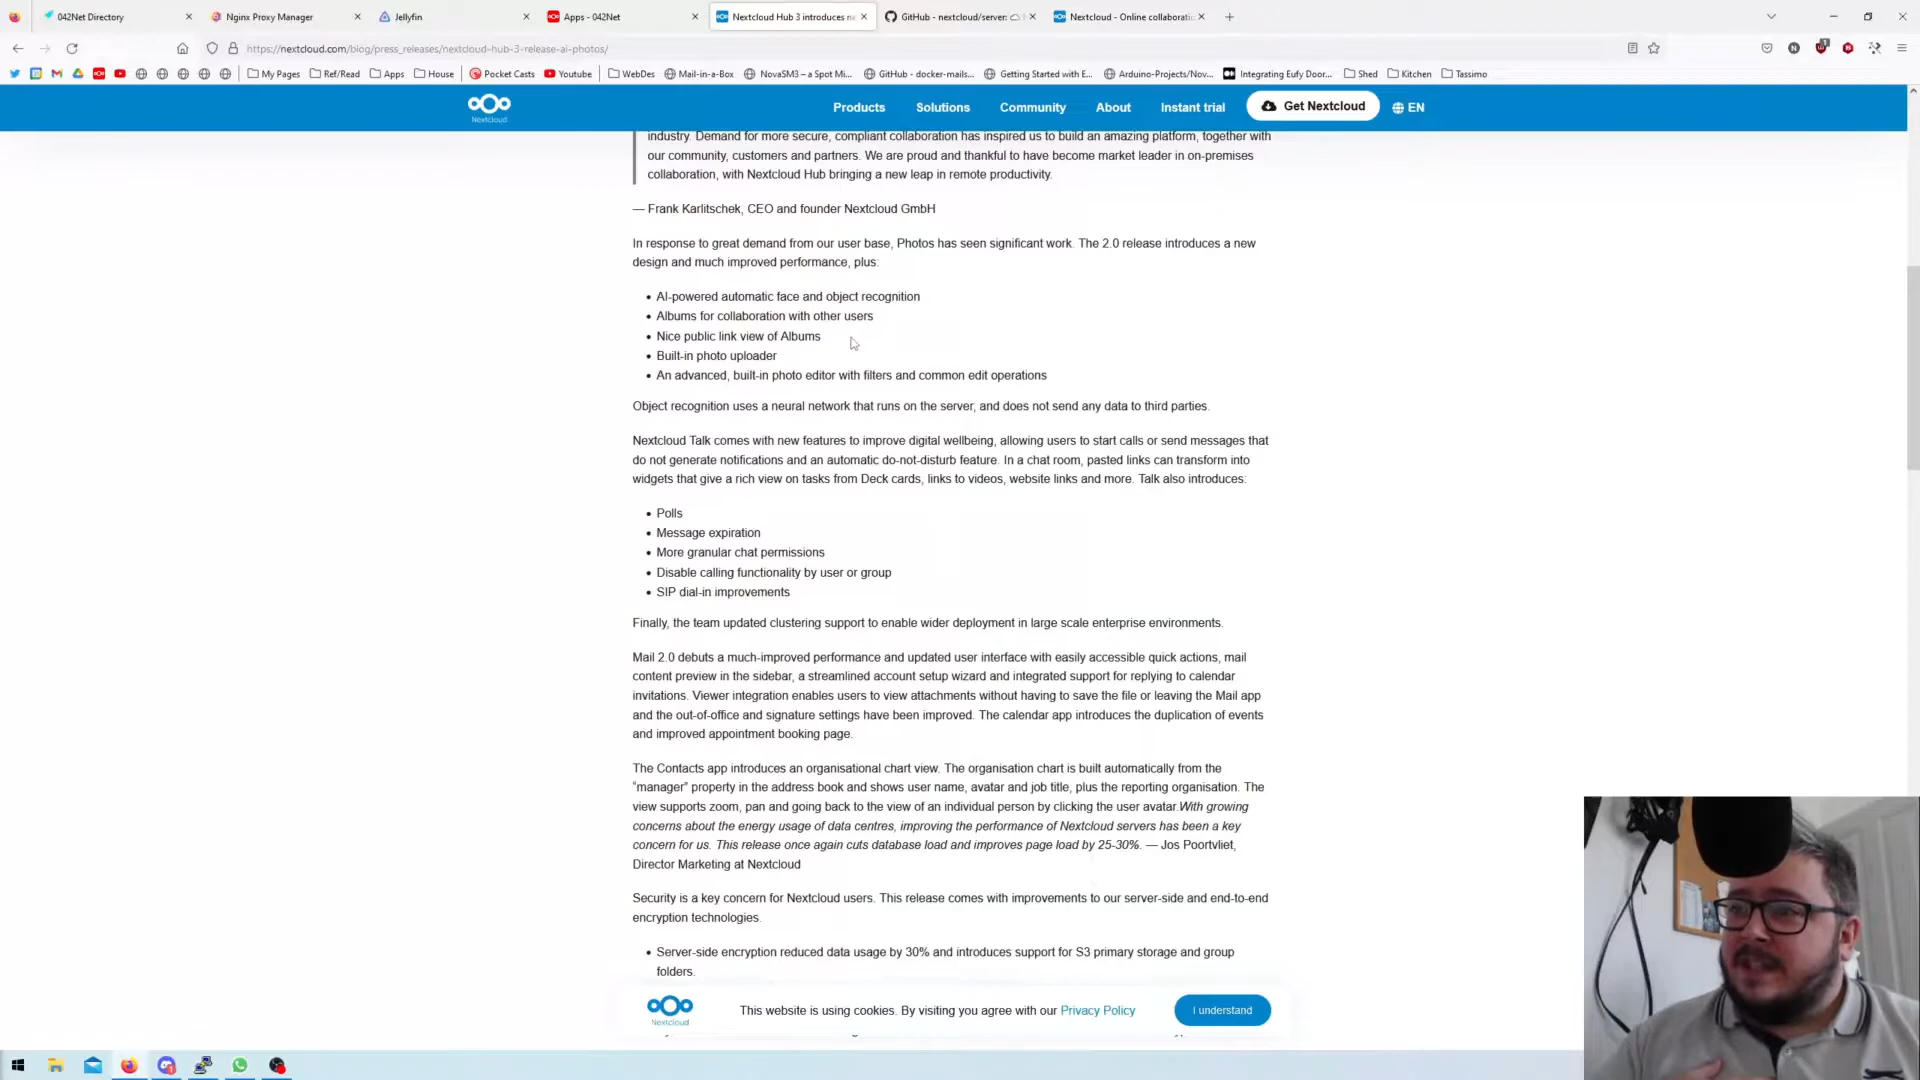 042Net Directory
Nginx Proxy Manager
Jellyfin
Apps - 042Net
Nextcloud Hub 3 introduces ne
GitHub - nextcloud/server:
Nextcloud - Online collaborati
https://nextcloud.com/blog/press_releases/nextcloud-hub-3-release-ai-photos/
My Pages
Ref/Read
Apps
House
Pocket Casts
Youtube
WebDes
Mail-in-a-Box
NovaSM3 – a Spot Mi...
GitHub - docker-mails...
Getting Started with E...
Arduino-Projects/Nov...
Integrating Eufy Door...
Shed
Kitchen
Tassimo
Nextcloud
Products
Solutions
Community
About
Instant trial
Get Nextcloud
EN
industry. Demand for more secure, compliant collaboration has inspired us to build an amazing platform, together with
our community, customers and partners. We are proud and thankful to have become market leader in on-premises
collaboration, with Nextcloud Hub bringing a new leap in remote productivity.
— Frank Karlitschek, CEO and founder Nextcloud GmbH
In response to great demand from our user base, Photos has seen significant work. The 2.0 release introduces a new
design and much improved performance, plus:
• AI-powered automatic face and object recognition
• Albums for collaboration with other users
• Nice public link view of Albums
• Built-in photo uploader
• An advanced, built-in photo editor with filters and common edit operations
Object recognition uses a neural network that runs on the server, and does not send any data to third parties.
Nextcloud Talk comes with new features to improve digital wellbeing, allowing users to start calls or send messages that
do not generate notifications and an automatic do-not-disturb feature. In a chat room, pasted links can transform into
widgets that give a rich view on tasks from Deck cards, links to videos, website links and more. Talk also introduces:
• Polls
• Message expiration
• More granular chat permissions
• Disable calling functionality by user or group
• SIP dial-in improvements
Finally, the team updated clustering support to enable wider deployment in large scale enterprise environments.
Mail 2.0 debuts a much-improved performance and updated user interface with easily accessible quick actions, mail
content preview in the sidebar, a streamlined account setup wizard and integrated support for replying to calendar
invitations. Viewer integration enables users to view attachments without having to save the file or leaving the Mail app
and the out-of-office and signature settings have been improved. The calendar app introduces the duplication of events
and improved appointment booking page.
The Contacts app introduces an organisational chart view. The organisation chart is built automatically from the
“manager” property in the address book and shows user name, avatar and job title, plus the reporting organisation. The
view supports zoom, pan and going back to the view of an individual person by clicking the user avatar.With growing
concerns about the energy usage of data centres, improving the performance of Nextcloud servers has been a key
concern for us. This release once again cuts database load and improves page load by 25-30%. — Jos Poortvliet,
Director Marketing at Nextcloud
Security is a key concern for Nextcloud users. This release comes with improvements to our server-side and end-to-end
encryption technologies.
• Server-side encryption reduced data usage by 30% and introduces support for S3 primary storage and group
folders.
Nextcloud
This website is using cookies. By visiting you agree with our Privacy Policy
I understand